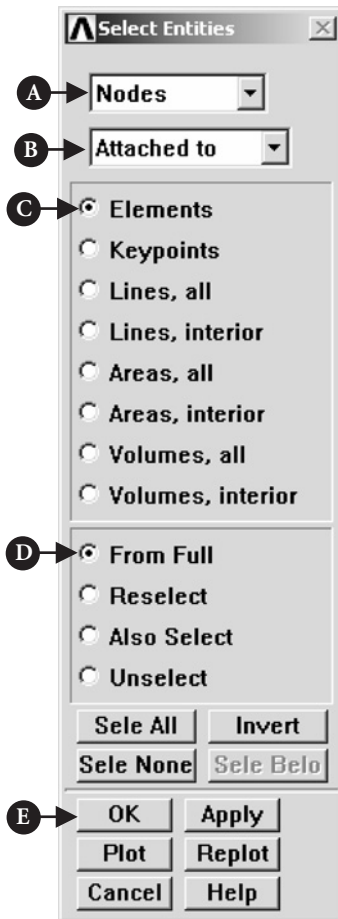 Select Entities
A Nodes
B Attached to
C Elements
Keypoints
Lines, all
Lines, interior
Areas, all
Areas, interior
Volumes, all
Volumes, interior
D From Full
Reselect
Also Select
Unselect
Sele All Invert
Sele None Sele Belo
E OK Apply
Plot Replot
Cancel Help